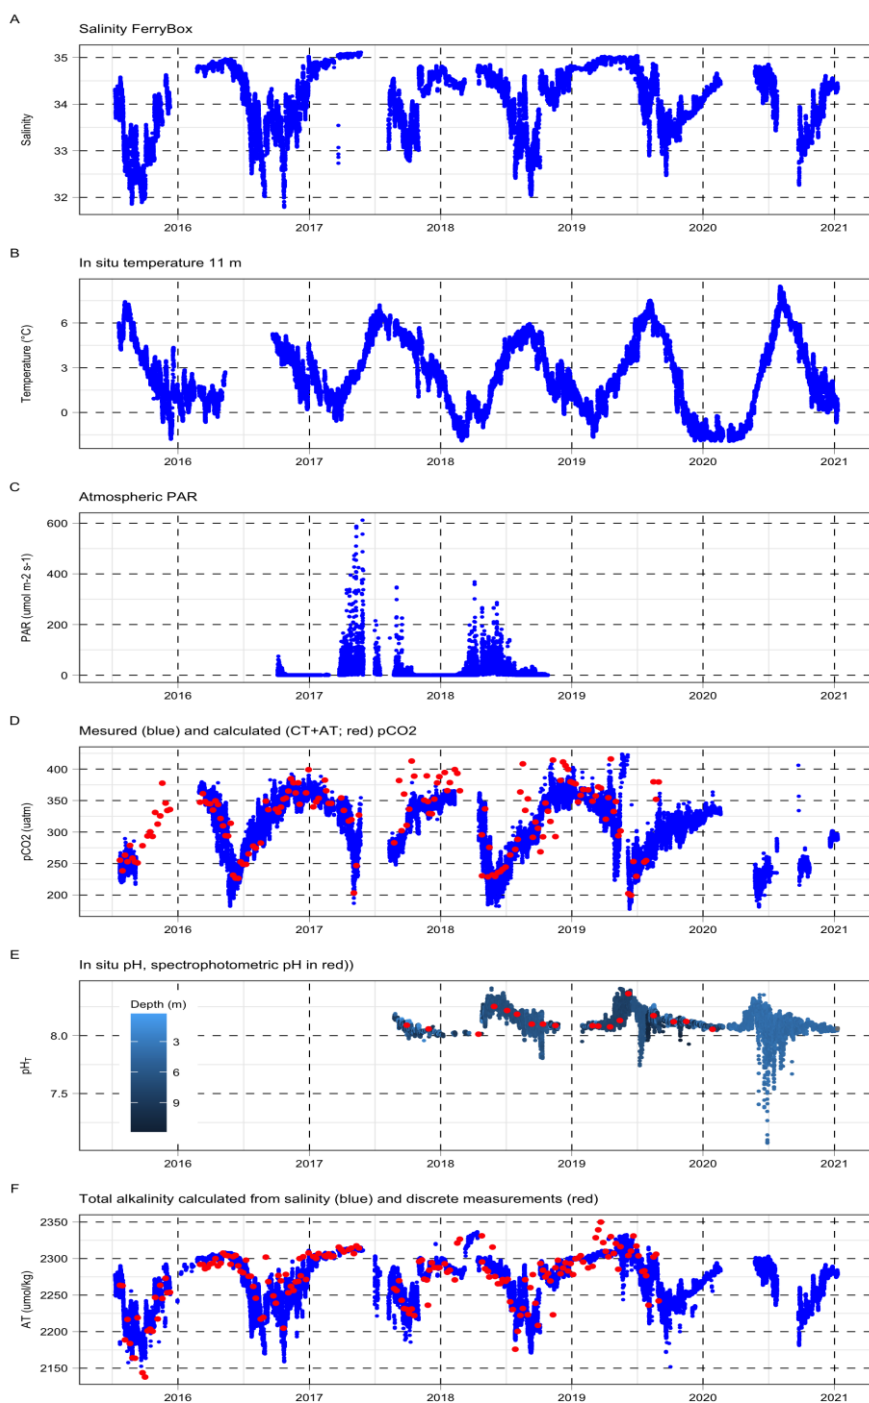 A
Salinity FerryBox
35
34
33
32
Salinity
2016 2017 2018 2019 2020 2021
B
In situ temperature 11 m
6
3
0
Temperature (°C)
2016 2017 2018 2019 2020 2021
C
Atmospheric PAR
600
400
200
0
PAR (umol m-2 s-1)
2016 2017 2018 2019 2020 2021
D
Mesured (blue) and calculated (CT+AT; red) pCO2
400
350
300
250
200
pCO2 (uatm)
2016 2017 2018 2019 2020 2021
E
In situ pH, spectrophotometric pH in red))
Depth (m)
3
6
9
8.0
7.5
pHT
2016 2017 2018 2019 2020 2021
F
Total alkalinity calculated from salinity (blue) and discrete measurements (red)
2350
2300
2250
2200
2150
AT (umol/kg)
2016 2017 2018 2019 2020 2021